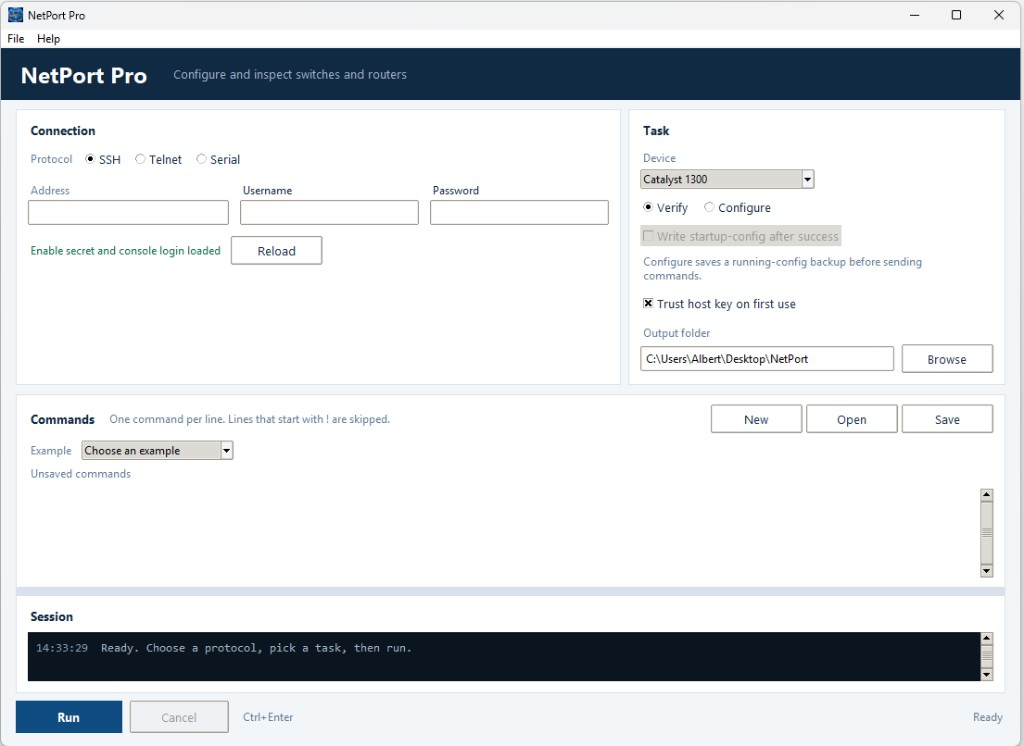 NetPort Pro
File Help
NetPort Pro Configure and inspect switches and routers
Connection
Protocol SSH Telnet Serial
Address Username Password
Enable secret and console login loaded Reload
Task
Device
Catalyst 1300
Verify Configure
Write startup-config after success
Configure saves a running-config backup before sending
commands.
Trust host key on first use
Output folder
C:\Users\Albert\Desktop\NetPort Browse
Commands One command per line. Lines that start with ! are skipped. New Open Save
Example Choose an example
Unsaved commands
Session
14:33:29 Ready. Choose a protocol, pick a task, then run.
Run Cancel Ctrl+Enter Ready